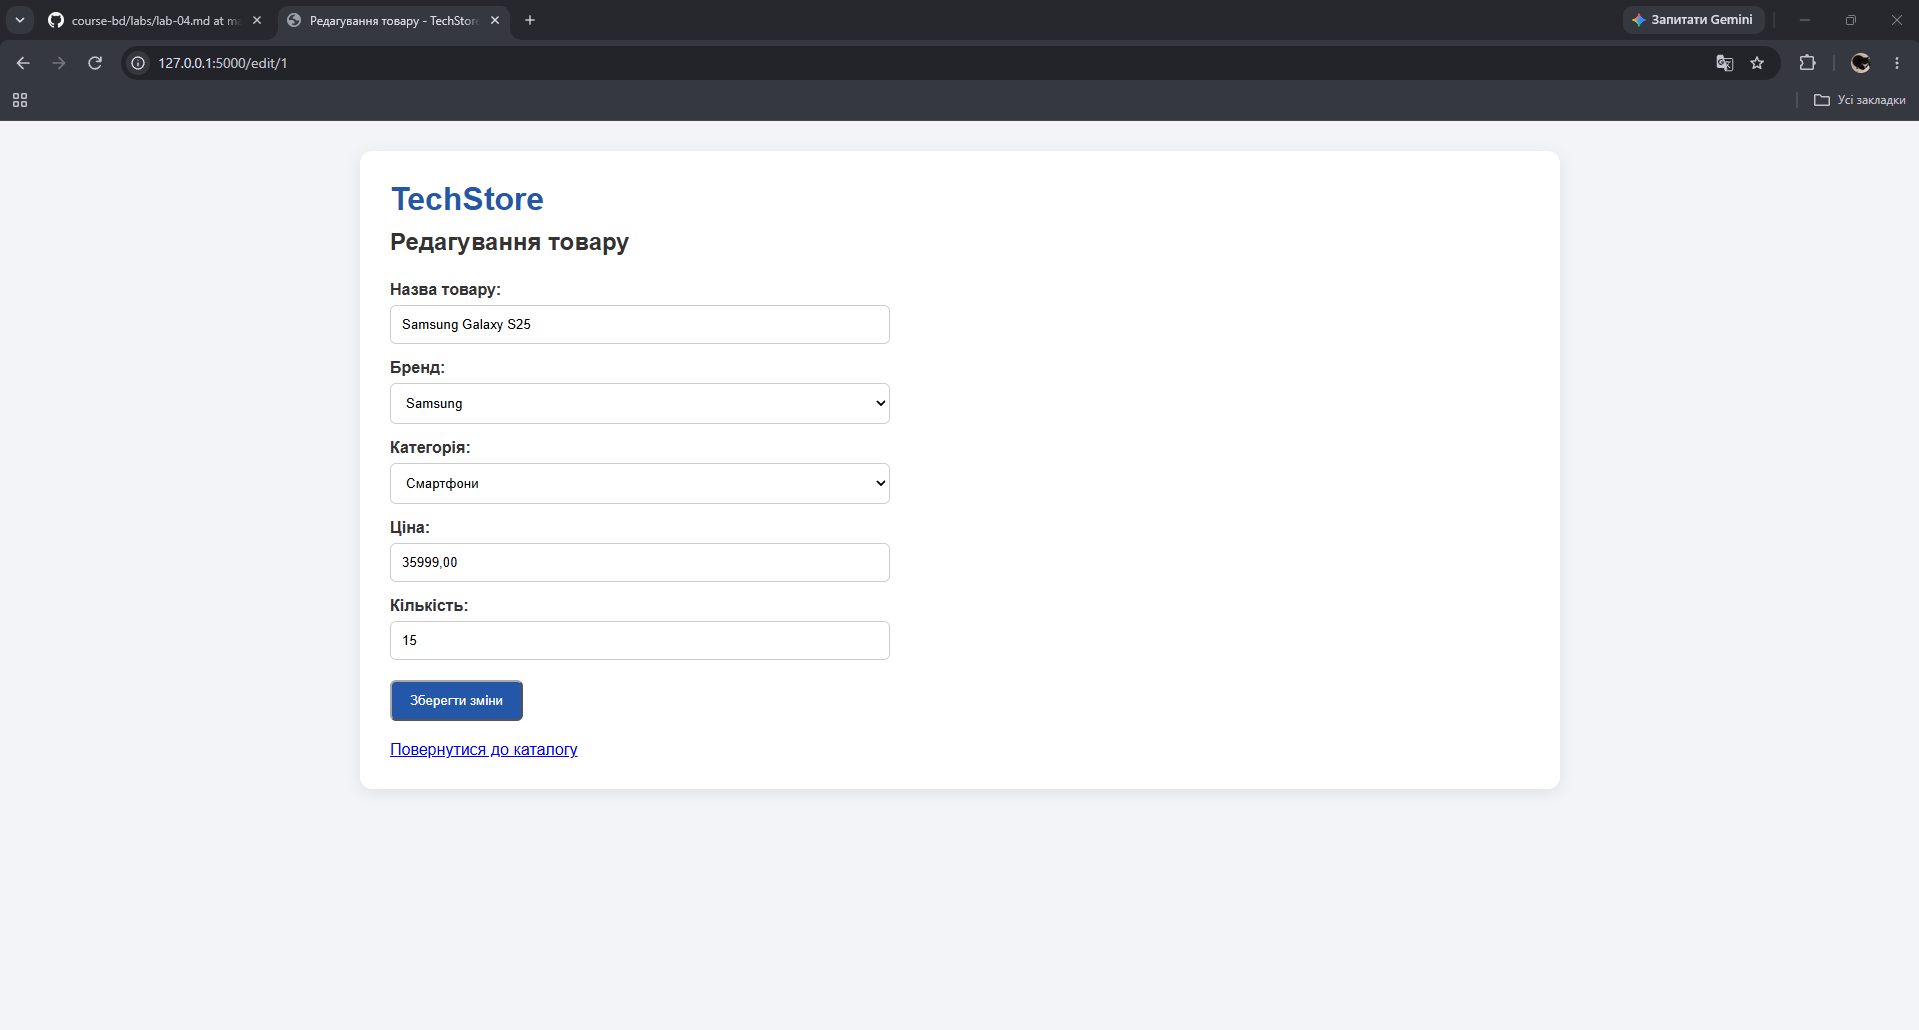 course-bd/labs/lab-04.md at ma
Редагування товару - TechStore
Запитати Gemini
127.0.0.1:5000/edit/1
Усі закладки
TechStore
Редагування товару
Назва товару:
Samsung Galaxy S25
Бренд:
Samsung
Категорія:
Смартфони
Ціна:
35999,00
Кількість:
15
Зберегти зміни
Повернутися до каталогу